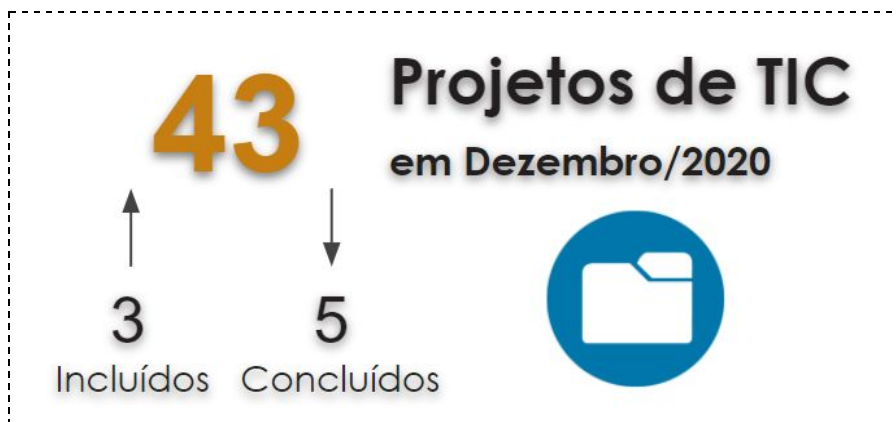 43
Projetos de TIC
em Dezembro/2020
3
Incluídos
5
Concluídos